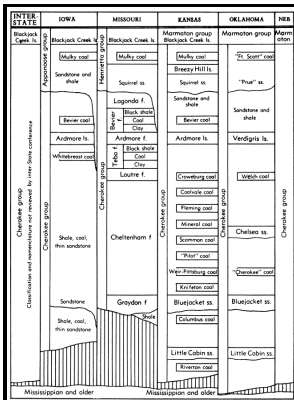 INTER-
STATE
IOWA
MISSOURI
KANSAS
OKLAHOMA
NEB
Blackjack
Creek ls.
Cherokee group
Classification and nomenclature not reviewed by inter-State conference
Appanoose group
Cherokee group
Blackjack Creek ls.
Mulky coal
Sandstone and
shale
Bevier coal
Ardmore ls.
Whitebreast coal
Shale, coal,
thin sandstone
Sandstone
Shale, coal,
thin sandstone
Henrietta group
Cherokee group
Blackjack Creek ls.
Mulky coal
Squirrel ss.
Lagonda f.
Bevier
f.
Black shale
Coal
Clay
Ardmore f.
Tebo f.
Black shale
Coal
Clay
Loutre f.
Cheltenham f
Graydon f
Shale
Marmaton group
Blackjack Creek ls.
Cherokee group
Mulky coal
Breezy Hill ls.
Squirrel ss.
Sandstone and
shale
Bevier coal
Ardmore ls.
Croweburg coal
Coalvale coal
Fleming coal
Mineral coal
Scammon coal
"Pilot" coal
Weir-Pittsburg coal
Knifeton coal
Bluejacket ss.
Columbus coal
Little Cabin ss.
Riverton coal
Marmaton group
Cherokee group
"Ft. Scott" coal
"Prue" ss.
Sandstone and
shale
Verdigris ls.
Welch coal
Chelsea ss.
"Cherokee" coal
Bluejacket ss.
Little Cabin ss.
Marm
aton
Cherokee group
Mississippian and older
Mississippian and older